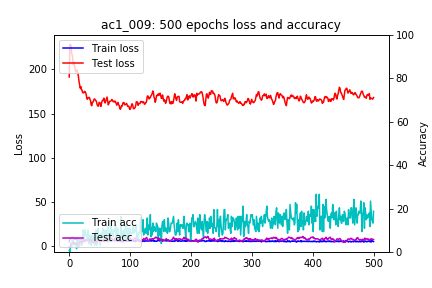 ac1_009: 500 epochs loss and accuracy
Train loss
Test loss
Train acc
Test acc
Loss
Accuracy
200
150
100
50
0
100
80
60
40
20
0
0
100
200
300
400
500